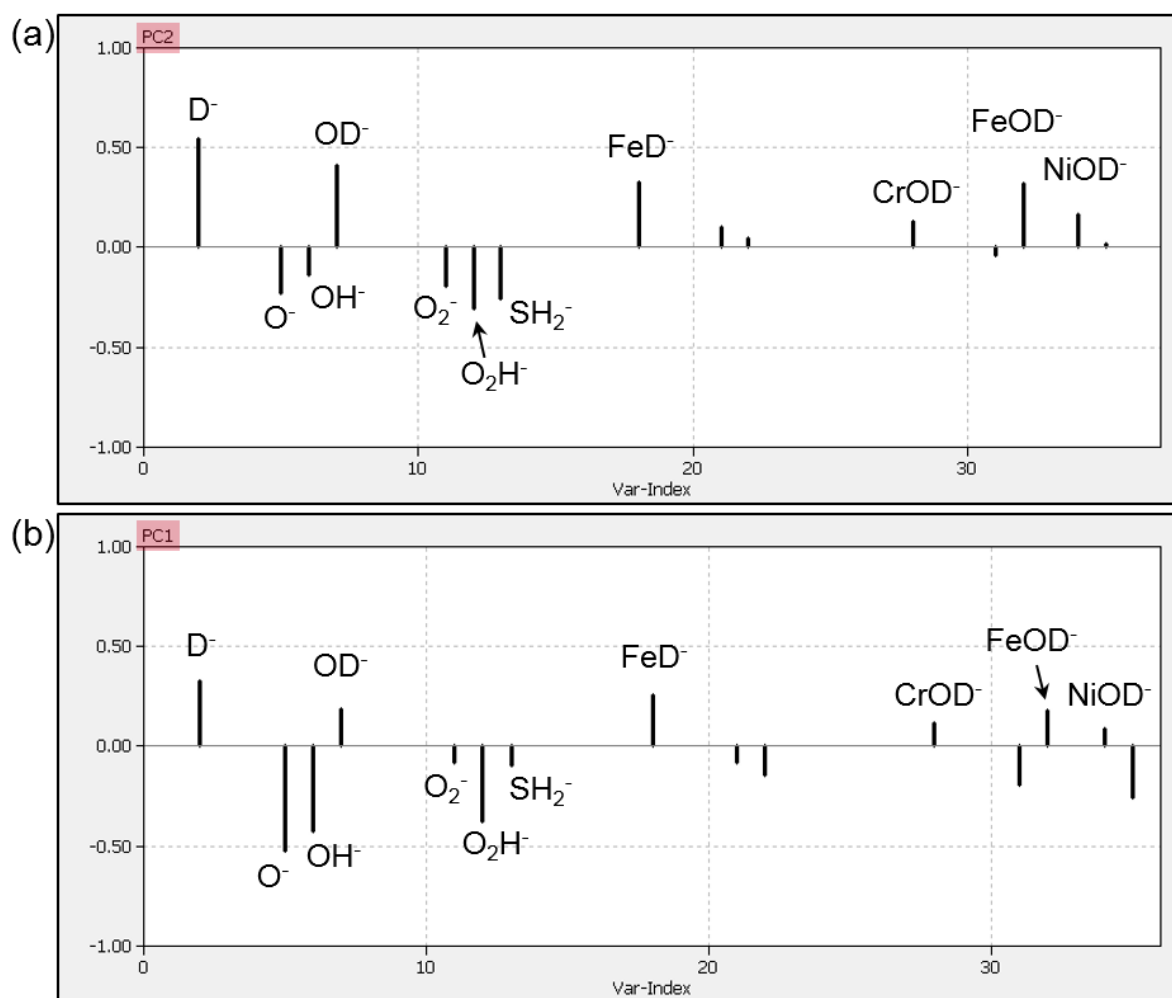 (a)
PC2
1.00
D⁻
OD⁻
FeD⁻
FeOD⁻
0.50
CrOD⁻
NiOD⁻
0.00
O⁻
OH⁻
O₂⁻
SH₂⁻
-0.50
O₂H⁻
-1.00
0 10 20 30
Var-Index
(b)
PC1
1.00
D⁻
OD⁻
FeD⁻
FeOD⁻
0.50
CrOD⁻
NiOD⁻
0.00
O₂⁻
SH₂⁻
-0.50
O⁻
OH⁻
O₂H⁻
-1.00
0 10 20 30
Var-Index